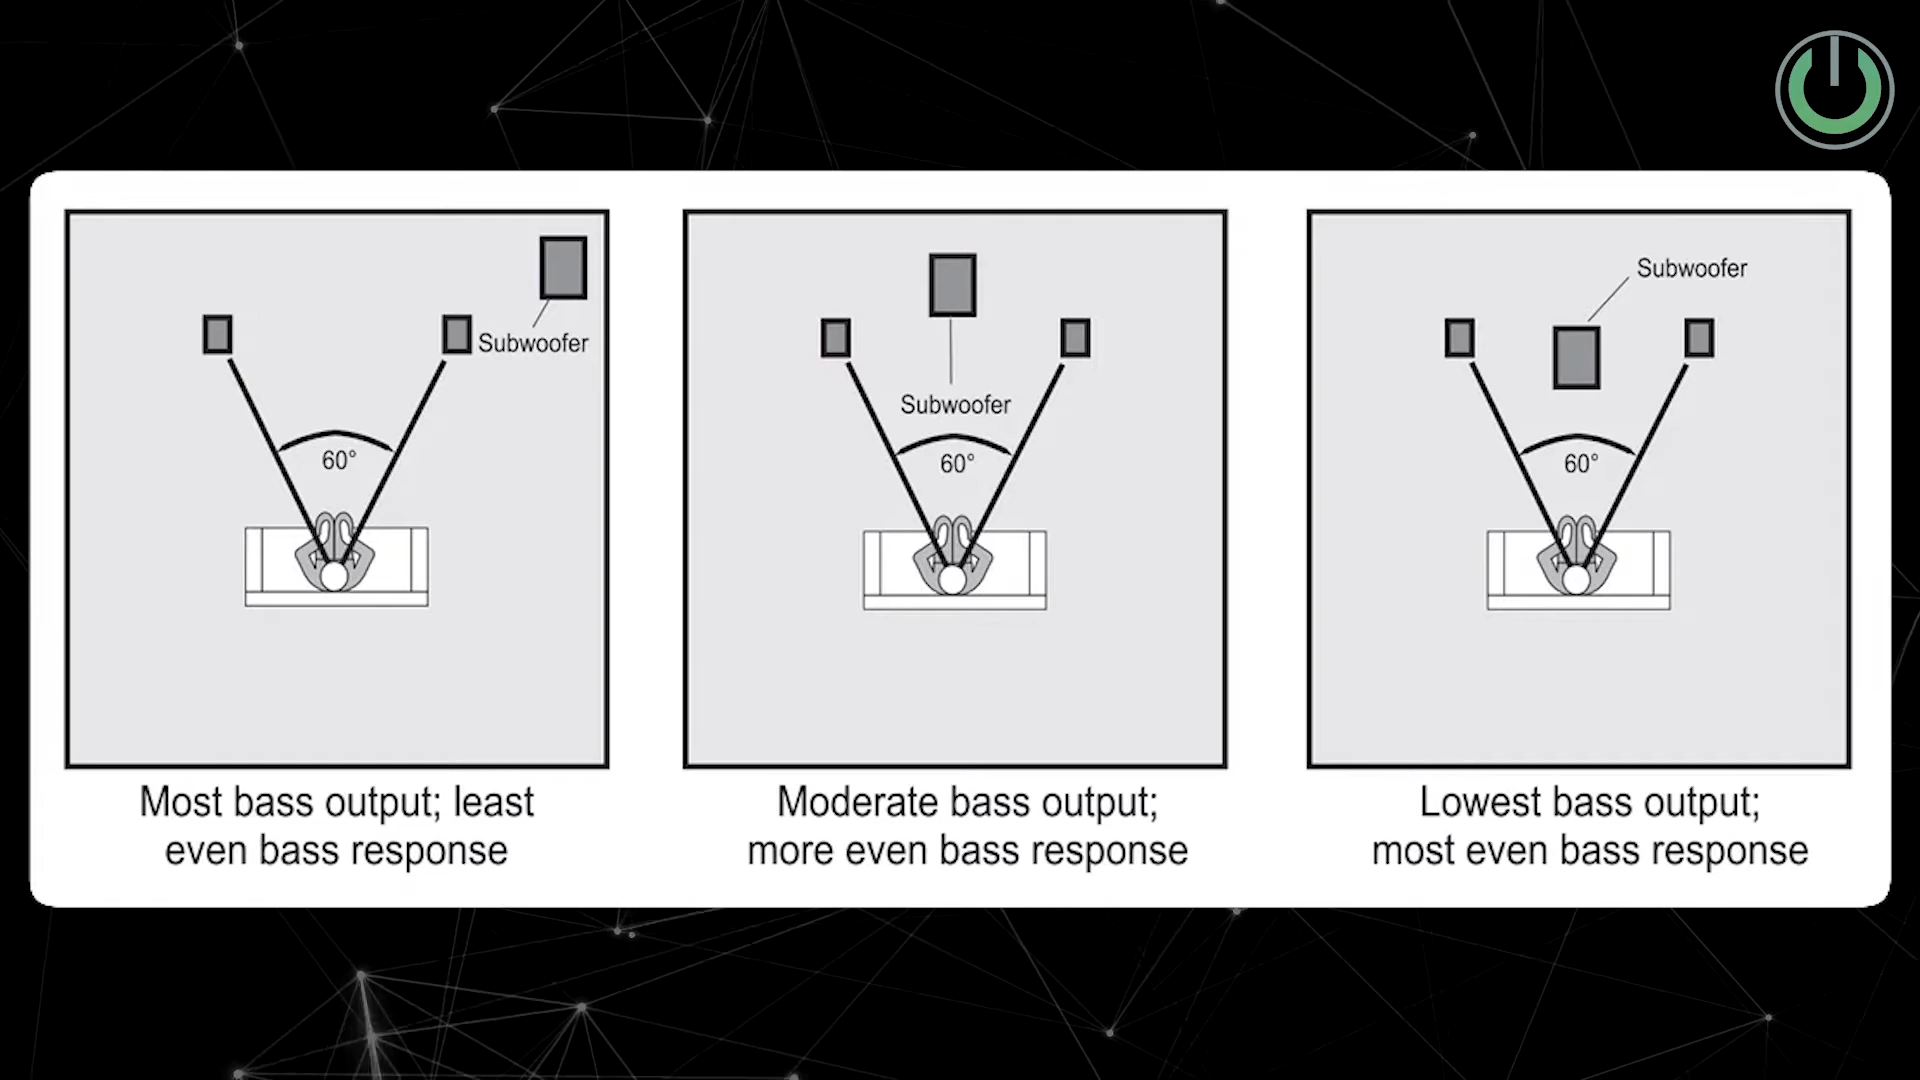 Subwoofer
60°
Most bass output; least
even bass response
Subwoofer
60°
Moderate bass output;
more even bass response
Subwoofer
60°
Lowest bass output;
most even bass response